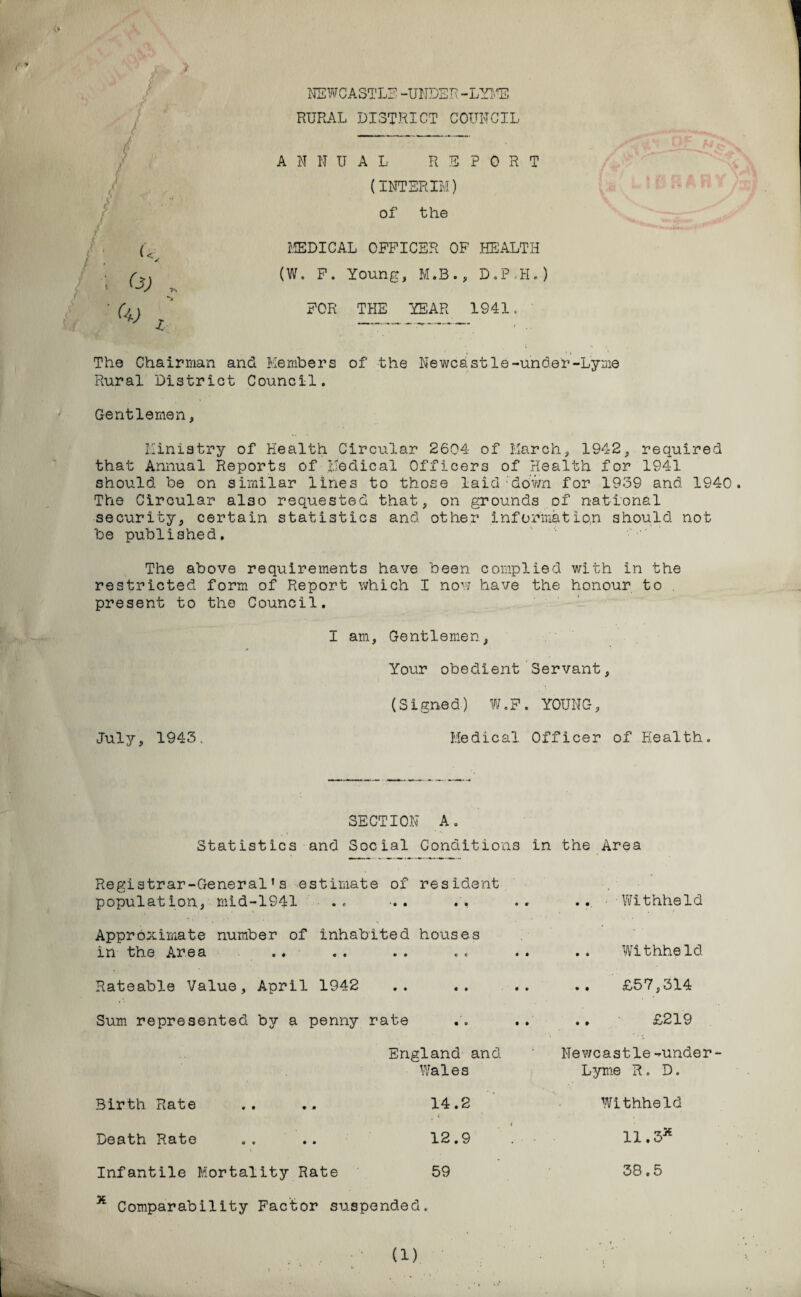 NEWCASTLE-UNDER-LYME
RURAL DISTRICT COUNCIL
ANNUAL REPORT
(INTERIM)
of the
MEDICAL OFFICER OF HEALTH
(W. F. Young, M.B., D.P.H.)
FOR THE YEAR 1941.
The Chairman and Members of the Newcastle-under-Lyme
Rural District Council.
Gentlemen,
Ministry of Health Circular 2604 of March, 1942, required
that Annual Reports of Medical Officers of Health for 1941
should be on similar lines to those laid down for 1939 and 1940.
The Circular also requested that, on grounds of national
security, certain statistics and other information should not
be published.
The above requirements have been complied with in the
restricted form of Report which I now have the honour to
present to the Council.
I am, Gentlemen,
Your obedient Servant,
(Signed) W.F. YOUNG,
July, 1943. Medical Officer of Health.
SECTION A.
Statistics and Social Conditions in the Area
Registrar-General's estimate of resident
population, mid-1941 .. .. .. .. .. Withheld
Approximate number of inhabited houses
in the Area .. .. .. .. .. .. Withheld
Rateable Value, April 1942 .. .. .. .. £57,314
Sum represented by a penny rate .. .. .. £219
England and Newcastle-under-
Wales Lyme R. D.
Birth Rate .. .. 14.2 Withheld
Death Rate .. .. 12.9 11.3x
Infantile Mortality Rate 59 38.5
x Comparability Factor suspended.
(1)